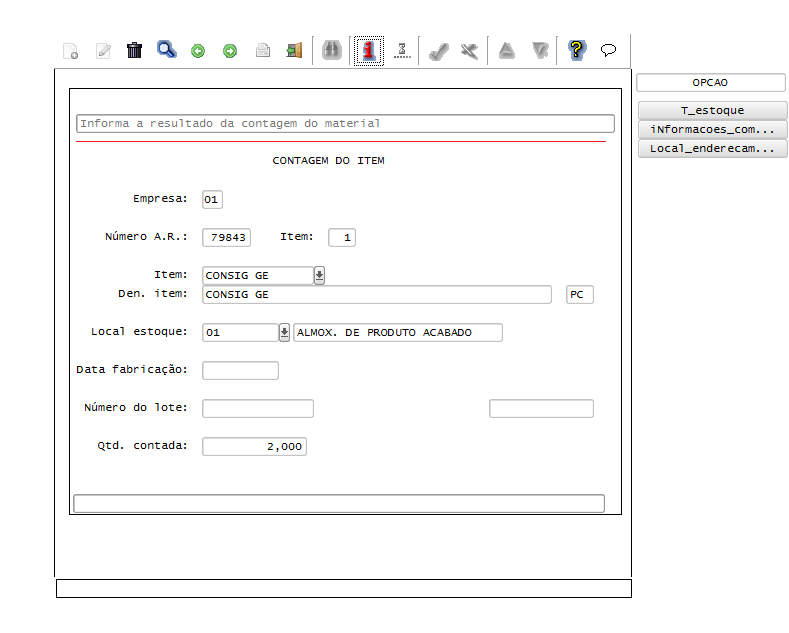 OPCAO
T_estoque
iNformacoes_com...
Local_enderecam...
Informa a resultado da contagem do material
CONTAGEM DO ITEM
Empresa: 01
Número A.R.: 79843 Item: 1
Item: CONSIG GE
Den. item: CONSIG GE PC
Local estoque: 01 ALMOX. DE PRODUTO ACABADO
Data fabricação:
Número do lote:
Qtd. contada: 2,000